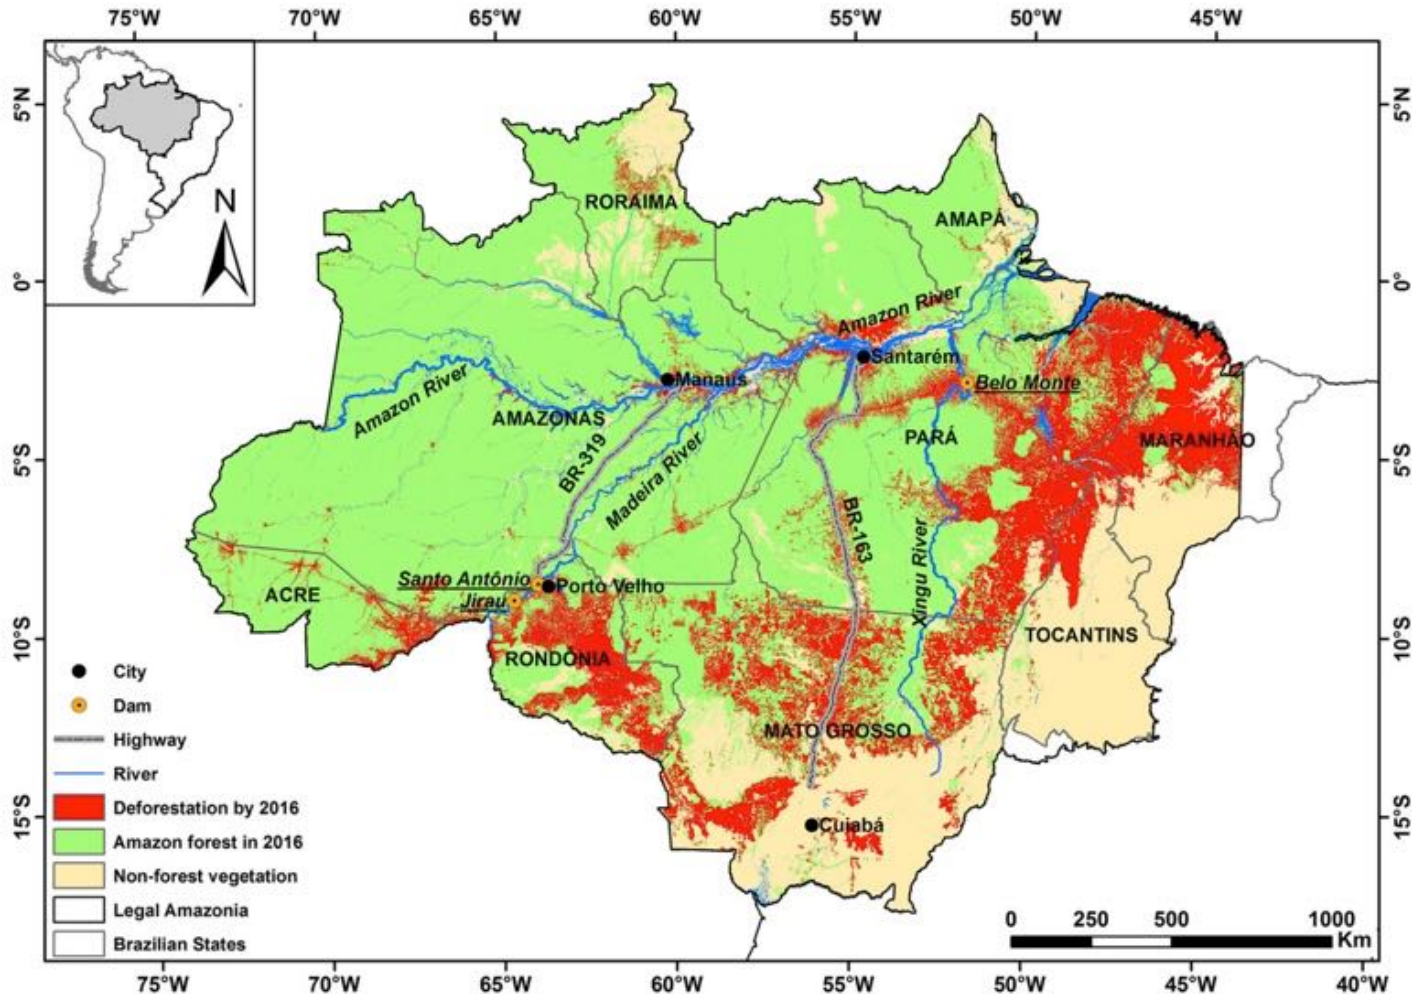 75°W 70°W 65°W 60°W 55°W 50°W 45°W
5°N
5°N
N
RORAIMA
AMAPÁ
0°
0°
Amazon River
Santarém
Manaus
Belo Monte
Amazon River
AMAZONAS
PARÁ
MARANHÃO
5°S
5°S
BR-319
Madeira River
BR-163
Xingu River
Santo Antônio
Porto Velho
ACRE
Jirau
10°S
10°S
TOCANTINS
RONDÔNIA
MATO GROSSO
Cuiabá
15°S
15°S
City
Dam
Highway
River
Deforestation by 2016
Amazon forest in 2016
Non-forest vegetation
Legal Amazonia
Brazilian States
0 250 500 1000
Km
75°W 70°W 65°W 60°W 55°W 50°W 45°W 40°W